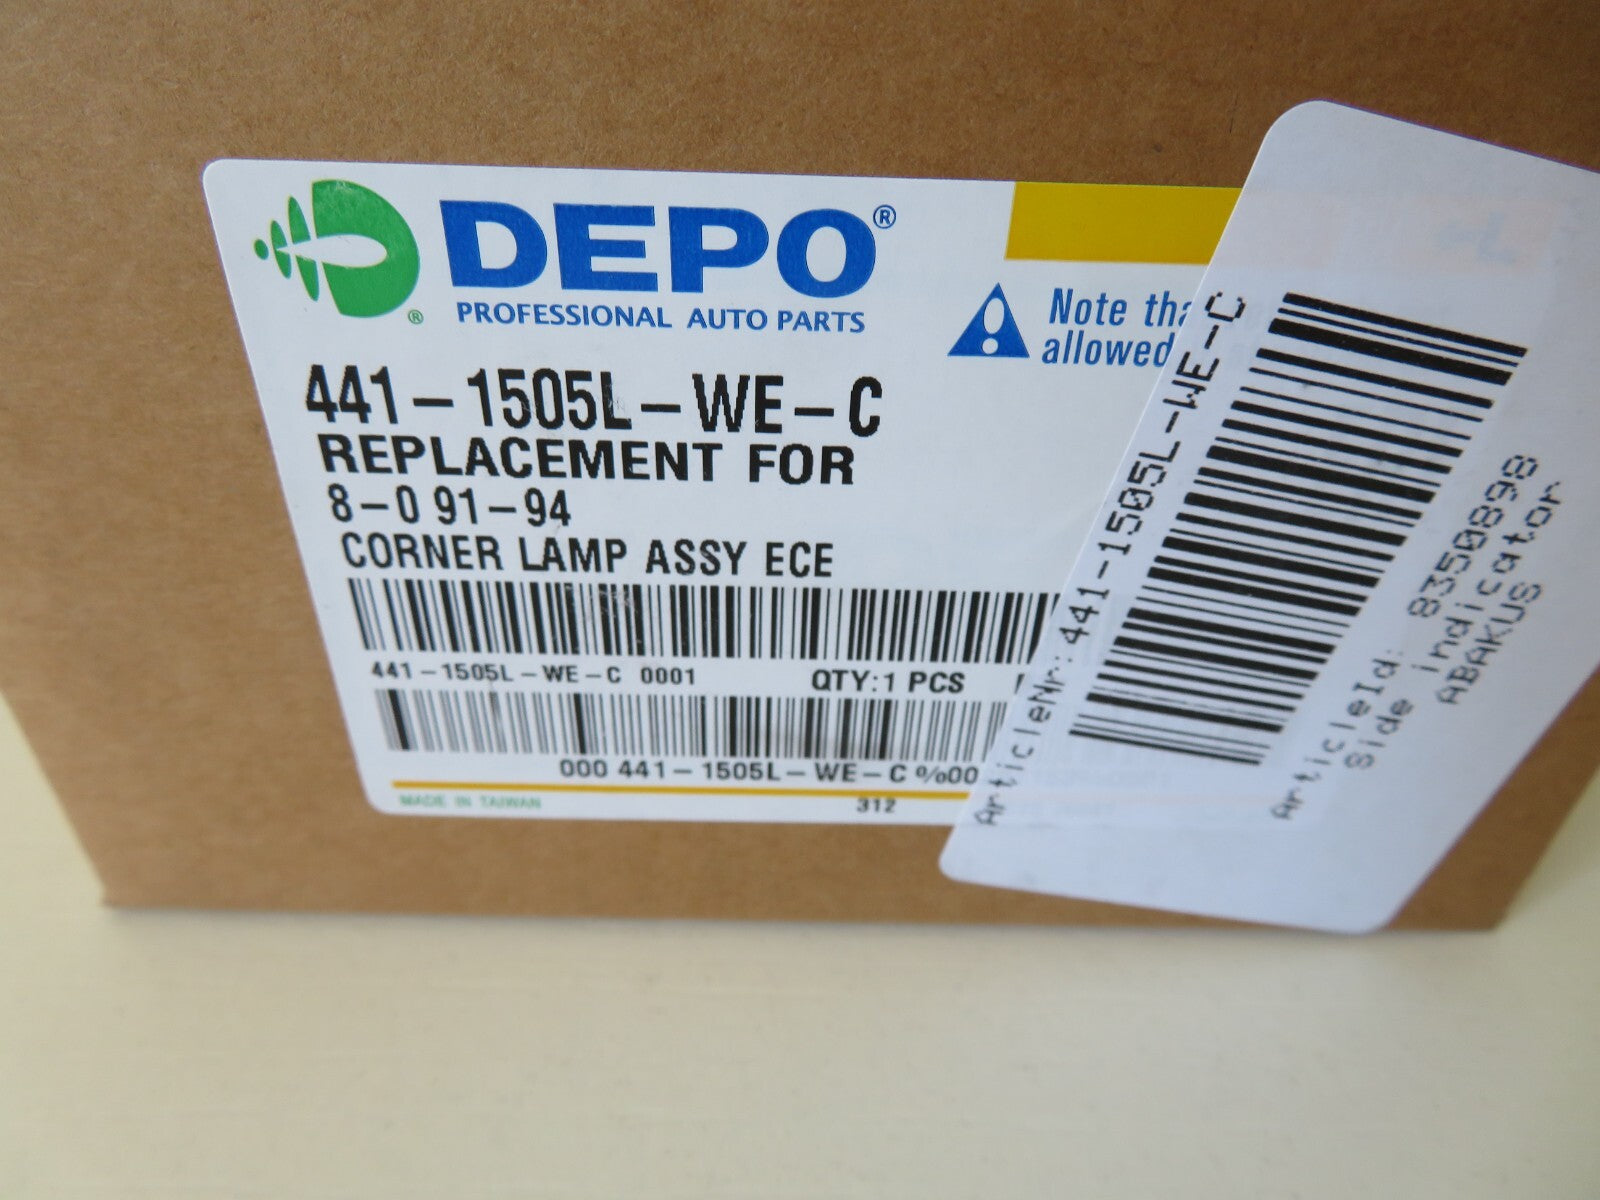 DEPO®
®
PROFESSIONAL AUTO PARTS
Note
allowed
441-1505L-WE-C
REPLACEMENT FOR
8-0 91-94
CORNER LAMP ASSY ECE
441-1505L-WE-C 0001 QTY:1 PCS
000 441-1505L-WE-C %00
MADE IN TAIWAN 312
ArticleNr:441-1505L-WE-C
ArticleId: 8350898
Side indicator
ABAKUS